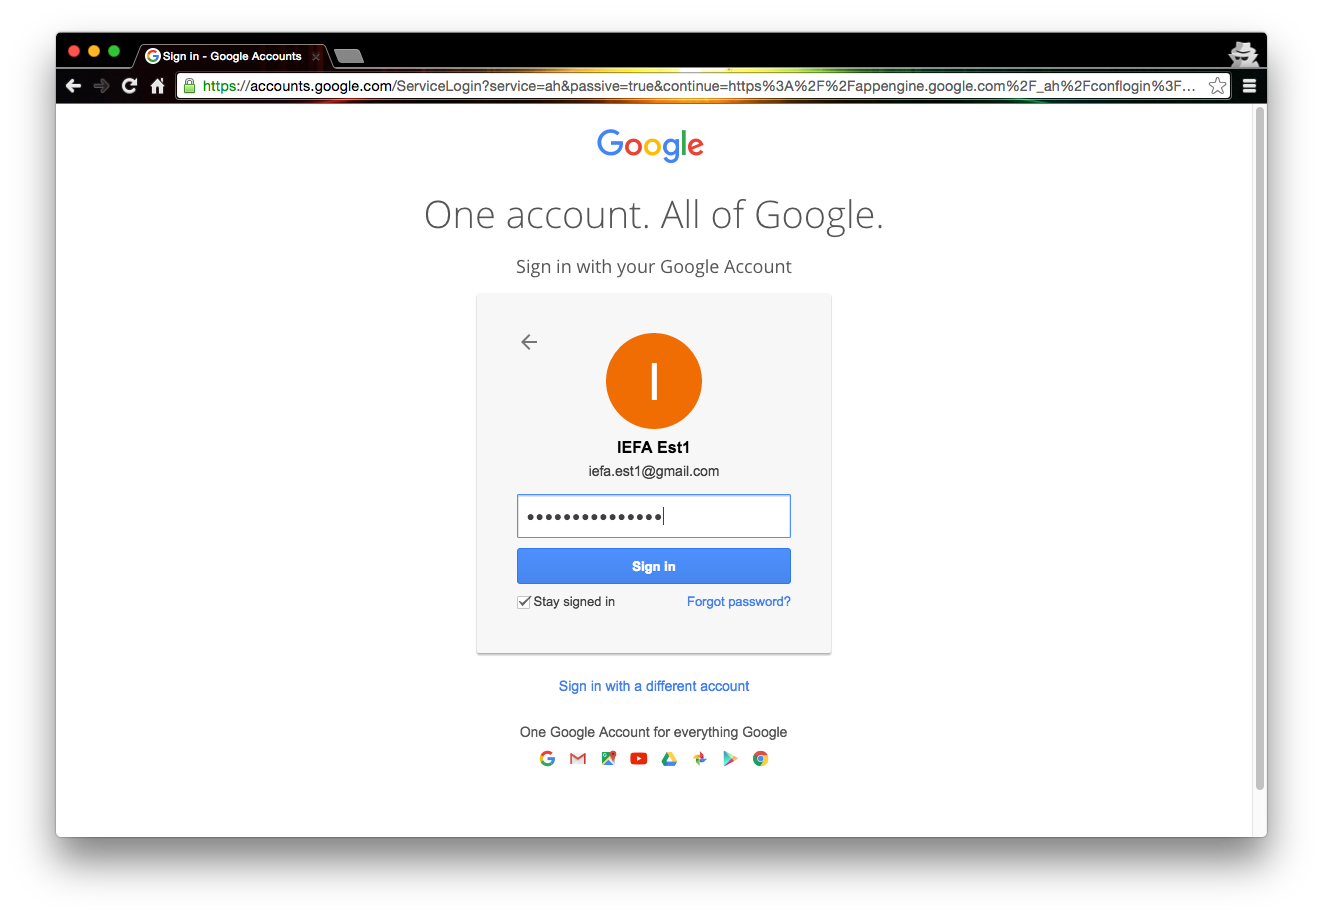 Sign in - Google Accounts
https://accounts.google.com/ServiceLogin?service=ah&passive=true&continue=https%3A%2F%2Fappengine.google.com%2F_ah%2Fconflogin%3F...
Google
One account. All of Google.
Sign in with your Google Account
I
IEFA Est1
iefa.est1@gmail.com
•••••••••••••••
Sign in
Stay signed in
Forgot password?
Sign in with a different account
One Google Account for everything Google